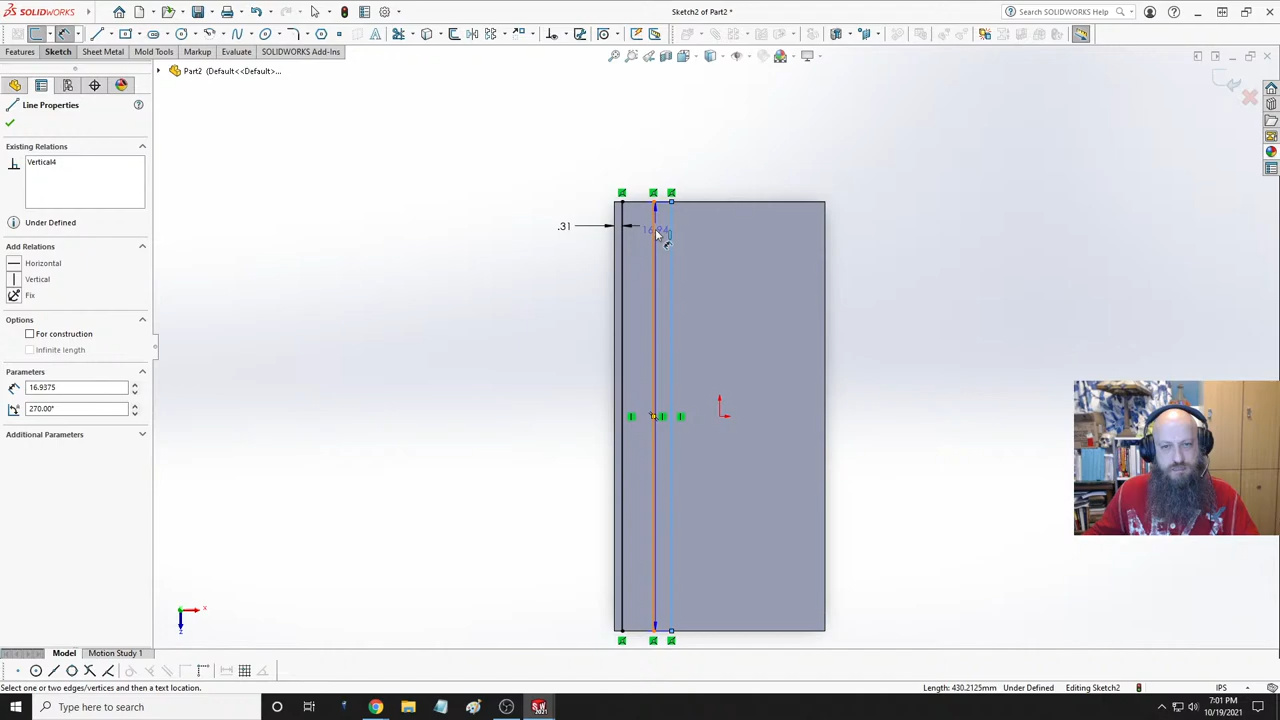 SOLIDWORKS
Sketch2 of Part2 *
Search SOLIDWORKS Help
Features
Sketch
Sheet Metal
Mold Tools
Markup
Evaluate
SOLIDWORKS Add-Ins
Part2 (Default<<Default>...
Line Properties
Existing Relations
Vertical4
Under Defined
Add Relations
Horizontal
Vertical
Fix
Options
For construction
Infinite length
Parameters
16.9375
270.00°
Additional Parameters
.31
16.94
Model
Motion Study 1
Select one or two edges/vertices and then a text location.
Length: 430.2125mm
Under Defined
Editing Sketch2
IPS
Type here to search
7:01 PM
10/19/2021